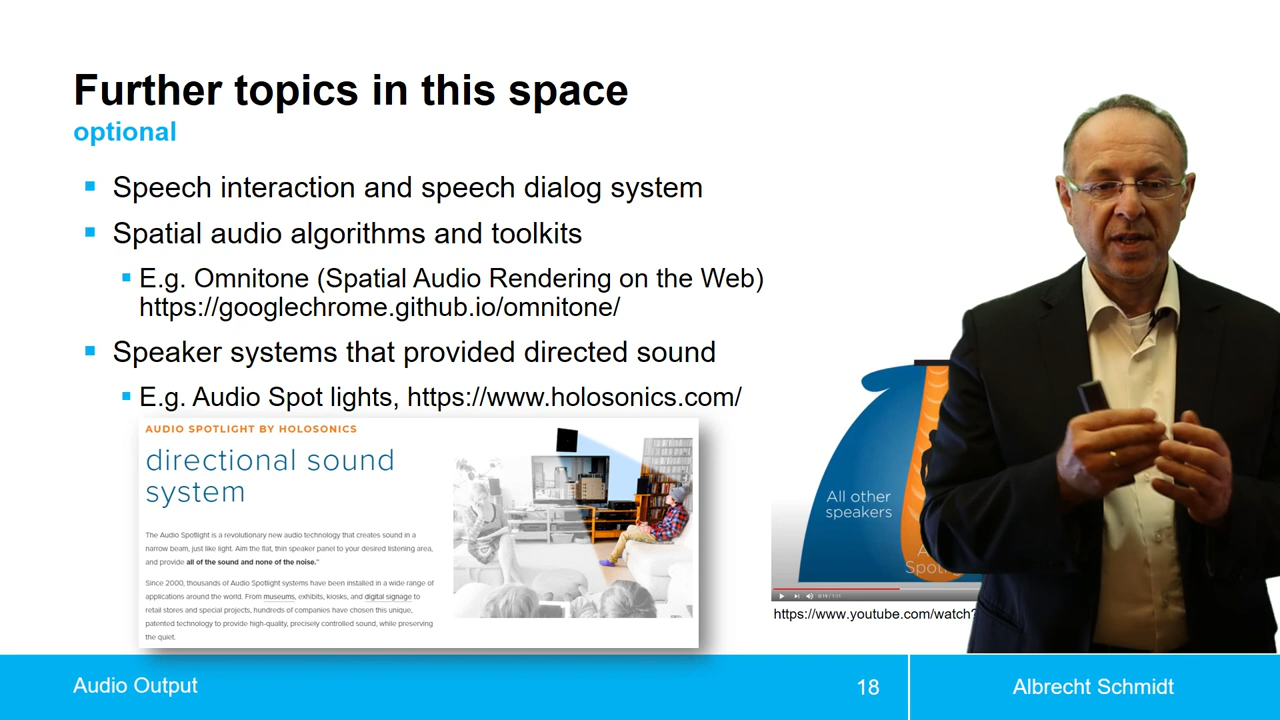 Further topics in this space
optional
Speech interaction and speech dialog system
Spatial audio algorithms and toolkits
E.g. Omnitone (Spatial Audio Rendering on the Web)
https://googlechrome.github.io/omnitone/
Speaker systems that provided directed sound
E.g. Audio Spot lights, https://www.holosonics.com/
AUDIO SPOTLIGHT BY HOLOSONICS
directional sound
system
The Audio Spotlight is a revolutionary new audio technology that creates sound in a
narrow beam, just like light. Aim the flat, thin speaker panel to your desired listening area,
and provide all of the sound and none of the noise."
Since 2000, thousands of Audio Spotlight systems have been installed in a wide range of
applications around the world. From museums, exhibits, kiosks, and digital signage to
retail stores and special projects, hundreds of companies have chosen this unique,
patented technology to provide high-quality, precisely controlled sound, while preserving
the quiet.
All other
speakers
https://www.youtube.com/watch?
Audio Output
18
Albrecht Schmidt